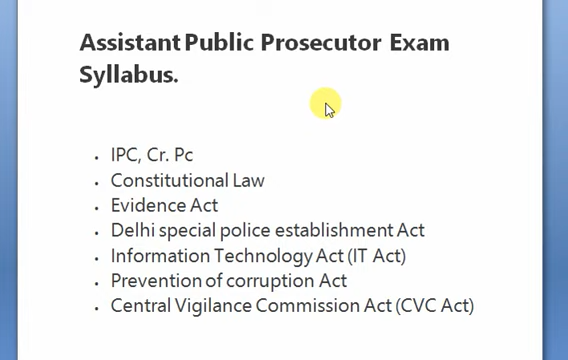 Assistant Public Prosecutor Exam
Syllabus.
• IPC, Cr. Pc
• Constitutional Law
• Evidence Act
• Delhi special police establishment Act
• Information Technology Act (IT Act)
• Prevention of corruption Act
• Central Vigilance Commission Act (CVC Act)